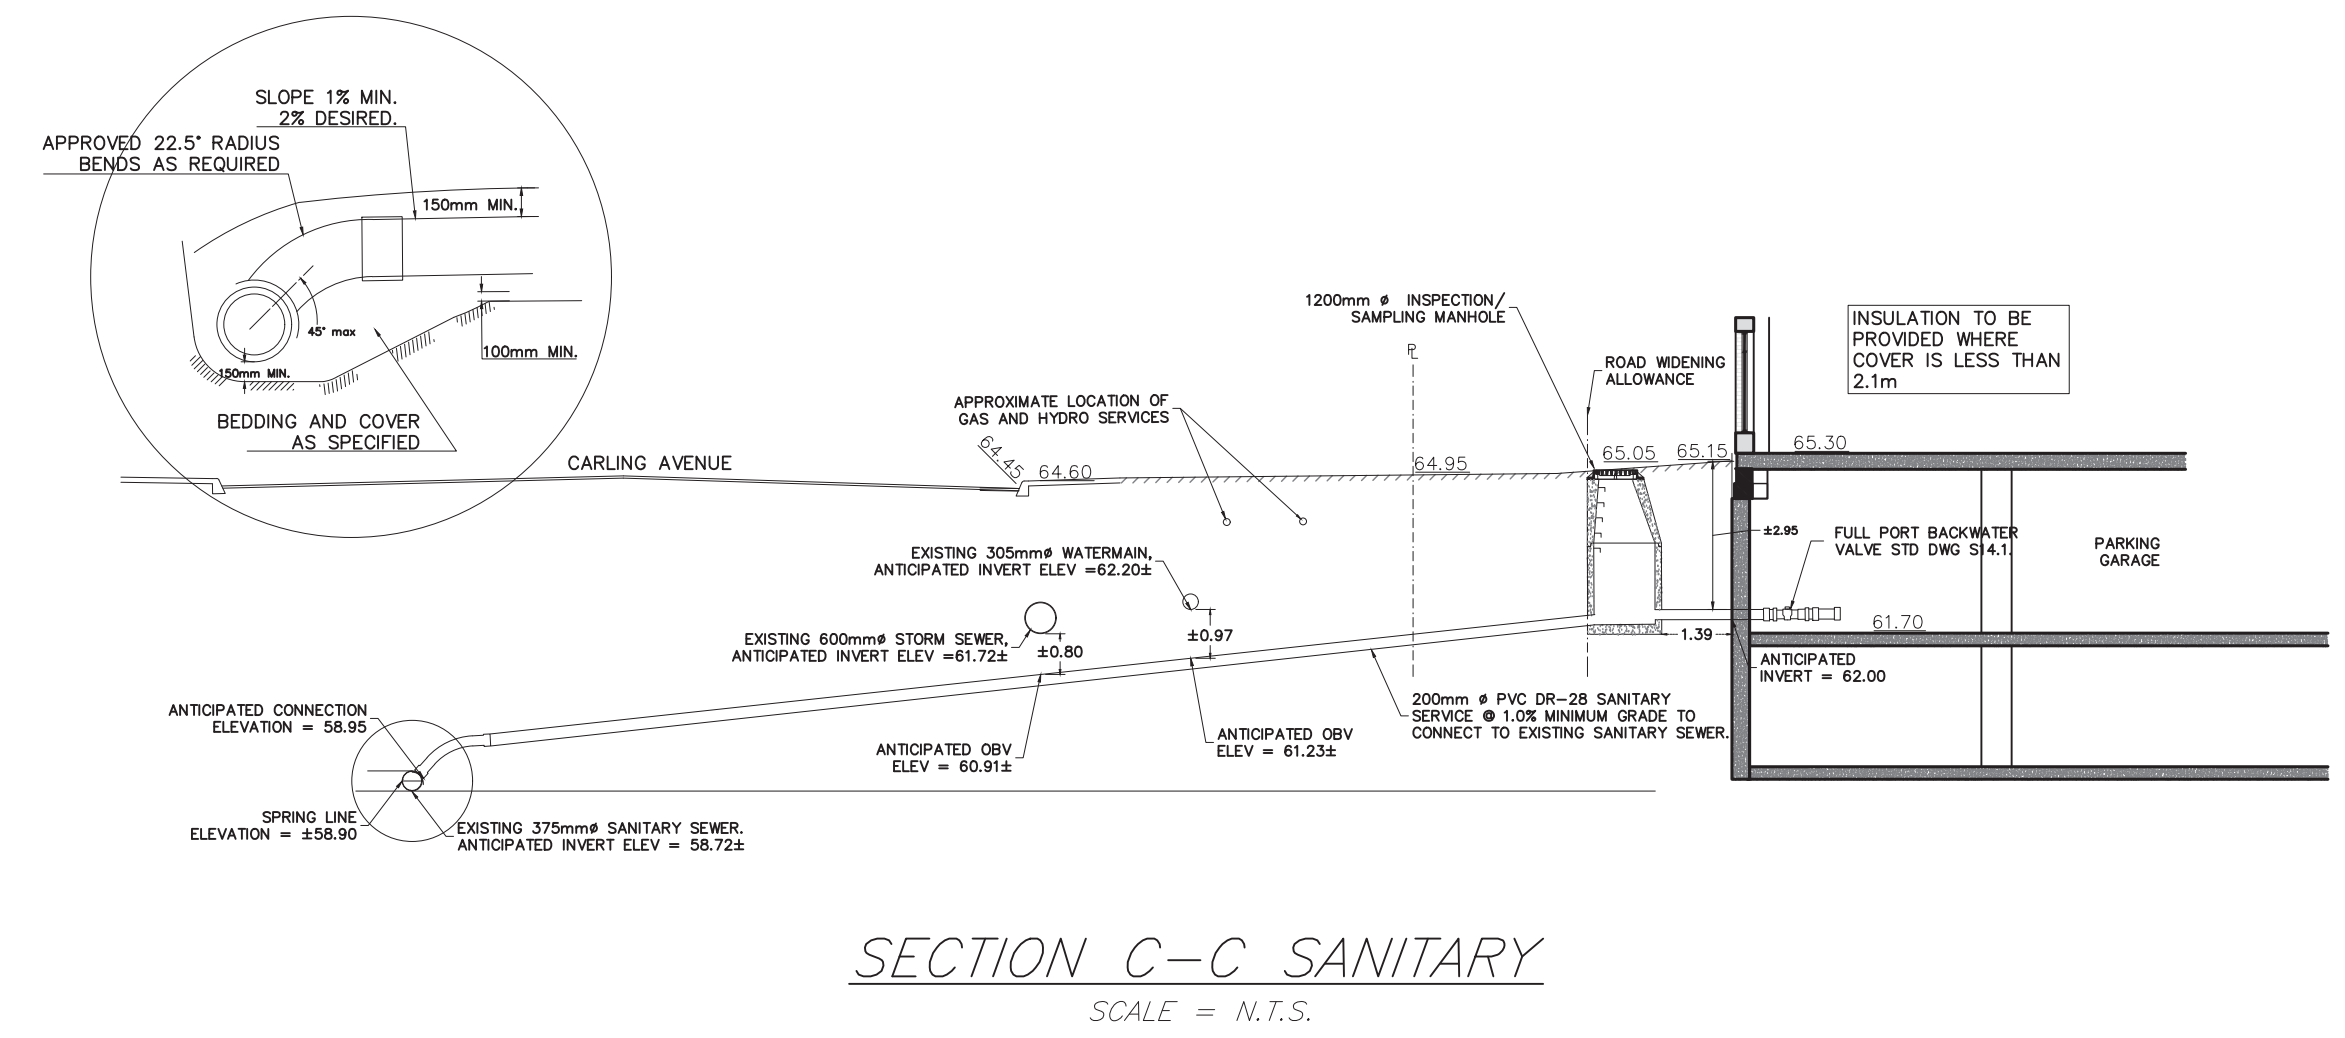 SLOPE 1% MIN.
2% DESIRED.
APPROVED 22.5° RADIUS
BENDS AS REQUIRED
150mm MIN.
45° max
100mm MIN.
150mm MIN.
BEDDING AND COVER
AS SPECIFIED
1200mm ø INSPECTION/
SAMPLING MANHOLE
PL
ROAD WIDENING
ALLOWANCE
INSULATION TO BE
PROVIDED WHERE
COVER IS LESS THAN
2.1m
APPROXIMATE LOCATION OF
GAS AND HYDRO SERVICES
CARLING AVENUE
64.45
64.60
64.95
65.05
65.15
65.30
±2.95
FULL PORT BACKWATER
VALVE STD DWG S14.1.
PARKING
GARAGE
EXISTING 305mmø WATERMAIN,
ANTICIPATED INVERT ELEV =62.20±
EXISTING 600mmø STORM SEWER,
ANTICIPATED INVERT ELEV =61.72±
±0.80
±0.97
1.39
61.70
ANTICIPATED
INVERT = 62.00
200mm ø PVC DR-28 SANITARY
SERVICE @ 1.0% MINIMUM GRADE TO
CONNECT TO EXISTING SANITARY SEWER.
ANTICIPATED CONNECTION
ELEVATION = 58.95
ANTICIPATED OBV
ELEV = 60.91±
ANTICIPATED OBV
ELEV = 61.23±
SPRING LINE
ELEVATION = ±58.90
EXISTING 375mmø SANITARY SEWER.
ANTICIPATED INVERT ELEV = 58.72±
SECTION C-C SANITARY
SCALE = N.T.S.